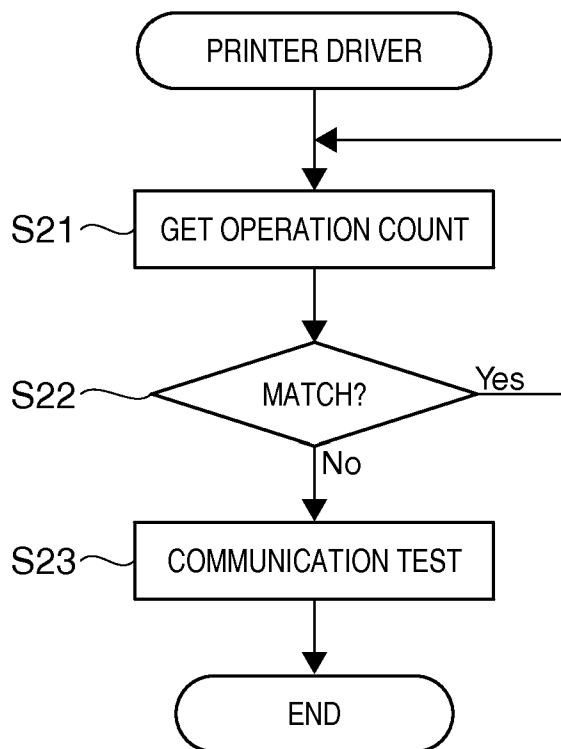 PRINTER DRIVER
S21
GET OPERATION COUNT
S22
MATCH?
Yes
No
S23
COMMUNICATION TEST
END